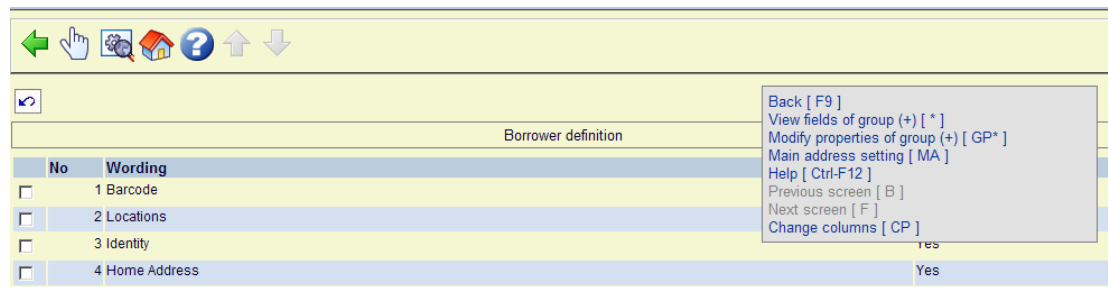 Back [ F9 ]
View fields of group (+) [ * ]
Modify properties of group (+) [ GP* ]
Main address setting [ MA ]
Help [ Ctrl-F12 ]
Previous screen [ B ]
Next screen [ F ]
Change columns [ CP ]
Borrower definition
No Wording
1 Barcode
2 Locations
3 Identity Yes
4 Home Address Yes